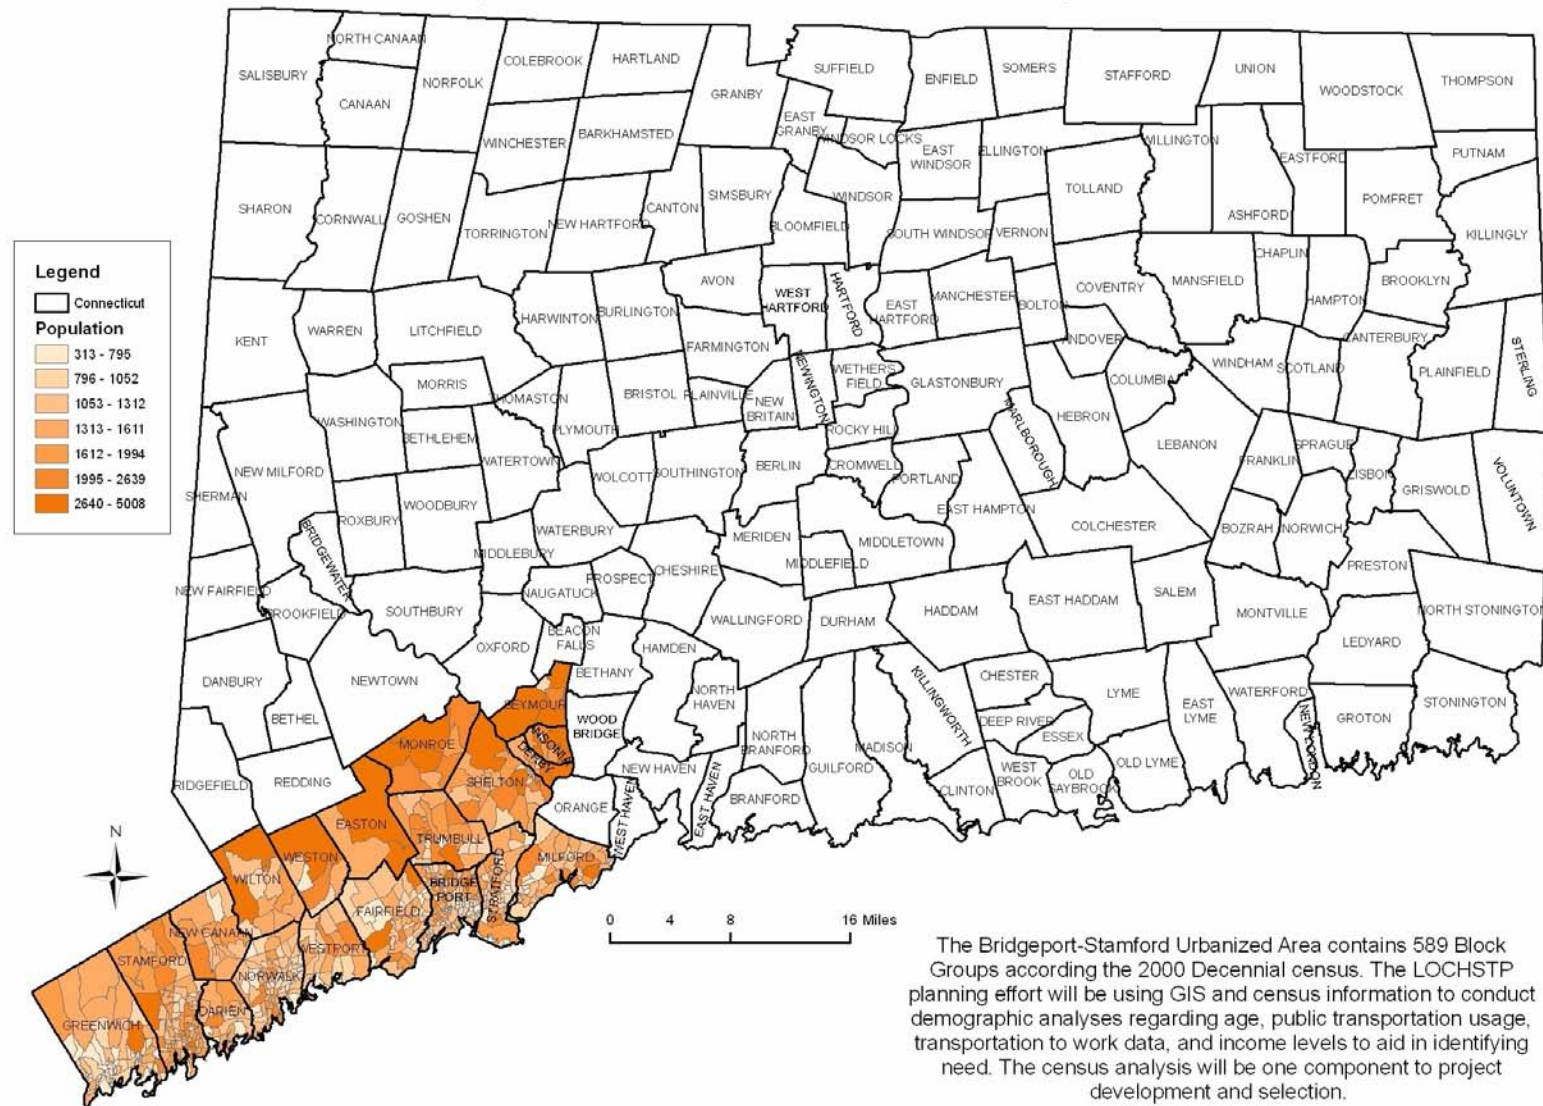 NORTH CANAAN
SALISBURY
CANAAN
NORFOLK
COLEBROOK
HARTLAND
GRANBY
SUFFIELD
ENFIELD
SOMERS
STAFFORD
UNION
WOODSTOCK
THOMPSON
WINCHESTER
BARKHAMSTED
EAST
GRANBY
WINDSOR LOCKS
EAST
WINDSOR
ELLINGTON
WILLINGTON
EASTFORD
PUTNAM
SHARON
CORNWALL
GOSHEN
TORRINGTON
NEW HARTFORD
CANTON
SIMSBURY
BLOOMFIELD
WINDSOR
SOUTH WINDSOR
VERNON
TOLLAND
ASHFORD
POMFRET
KILLINGLY
Legend
Connecticut
Population
313 - 795
796 - 1052
1053 - 1312
1313 - 1611
1612 - 1994
1995 - 2639
2640 - 5008
KENT
WARREN
LITCHFIELD
HARWINTON
BURLINGTON
AVON
WEST
HARTFORD
HARTFORD
EAST
HARTFORD
MANCHESTER
BOLTON
COVENTRY
MANSFIELD
CHAPLIN
HAMPTON
BROOKLYN
MORRIS
THOMASTON
BRISTOL
PLAINVILLE
FARMINGTON
NEW
BRITAIN
NEWINGTON
WETHERS
FIELD
GLASTONBURY
ANDOVER
COLUMBIA
WINDHAM
SCOTLAND
CANTERBURY
PLAINFIELD
STERLING
WASHINGTON
BETHLEHEM
WATERTOWN
PLYMOUTH
WOLCOTT
SOUTHINGTON
BERLIN
ROCKY HILL
CROMWELL
PORTLAND
MARLBOROUGH
HEBRON
LEBANON
FRANKLIN
SPRAGUE
LISBON
GRISWOLD
VOLUNTOWN
SHERMAN
NEW MILFORD
BRIDGEWATER
ROXBURY
WOODBURY
MIDDLEBURY
WATERBURY
MERIDEN
MIDDLEFIELD
MIDDLETOWN
EAST HAMPTON
COLCHESTER
BOZRAH
NORWICH
PRESTON
NEW FAIRFIELD
BROOKFIELD
SOUTHBURY
NAUGATUCK
PROSPECT
CHESHIRE
WALLINGFORD
DURHAM
HADDAM
EAST HADDAM
SALEM
MONTVILLE
LEDYARD
NORTH STONINGTON
DANBURY
BETHEL
NEWTOWN
OXFORD
BEACON
FALLS
BETHANY
HAMDEN
NORTH
HAVEN
NORTH
BRANFORD
GUILFORD
MADISON
KILLINGWORTH
CHESTER
DEEP RIVER
ESSEX
LYME
EAST
LYME
WATERFORD
NEW LONDON
GROTON
STONINGTON
RIDGEFIELD
REDDING
MONROE
SEYMOUR
ANSONIA
DERBY
WOOD
BRIDGE
SHELTON
ORANGE
NEW HAVEN
WEST HAVEN
EAST HAVEN
BRANFORD
CLINTON
WEST
BROOK
OLD
SAYBROOK
OLD LYME
N
WILTON
WESTON
EASTON
TRUMBULL
BRIDGE
PORT
STRATFORD
MILFORD
FAIRFIELD
WESTPORT
NORWALK
NEW CANAAN
STAMFORD
DARIEN
GREENWICH
0 4 8 16 Miles
The Bridgeport-Stamford Urbanized Area contains 589 Block
Groups according the 2000 Decennial census. The LOCHSTP
planning effort will be using GIS and census information to conduct
demographic analyses regarding age, public transportation usage,
transportation to work data, and income levels to aid in identifying
need. The census analysis will be one component to project
development and selection.